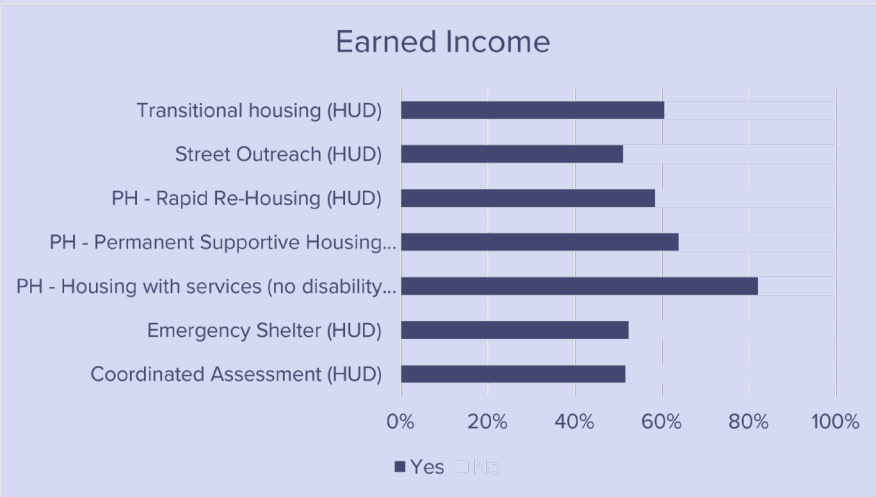 Earned Income
Transitional housing (HUD)
Street Outreach (HUD)
PH - Rapid Re-Housing (HUD)
PH - Permanent Supportive Housing...
PH - Housing with services (no disability...
Emergency Shelter (HUD)
Coordinated Assessment (HUD)
0% 20% 40% 60% 80% 100%
Yes No